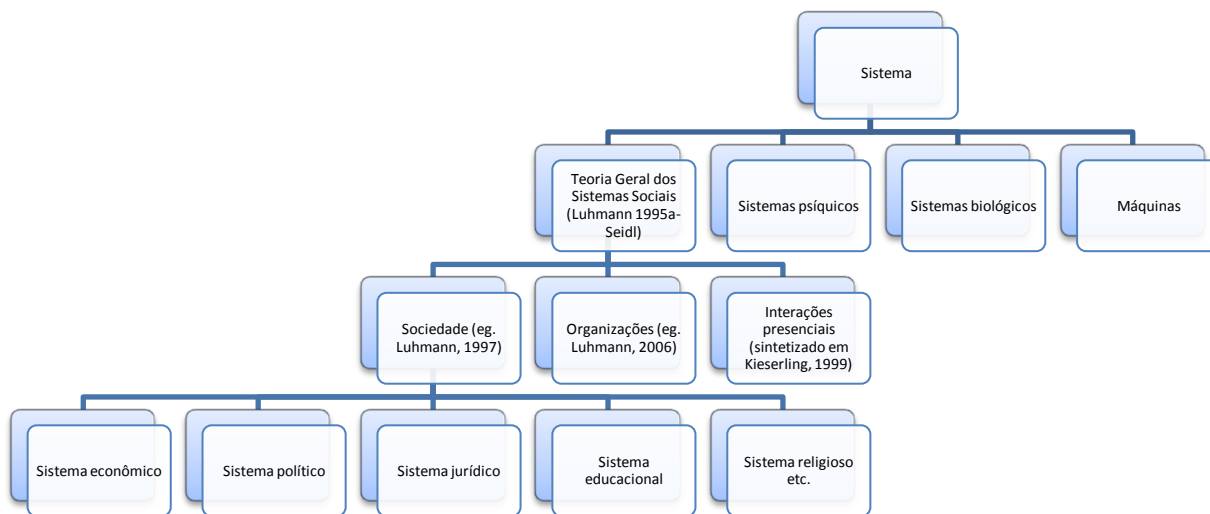 Sistema
Teoria Geral dos
Sistemas Sociais
(Luhmann 1995a-
Seidl)
Sistemas psíquicos
Sistemas biológicos
Máquinas
Sociedade (eg.
Luhmann, 1997)
Organizações (eg.
Luhmann, 2006)
Interações
presenciais
(sintetizado em
Kieserling, 1999)
Sistema econômico
Sistema político
Sistema jurídico
Sistema
educacional
Sistema religioso
etc.